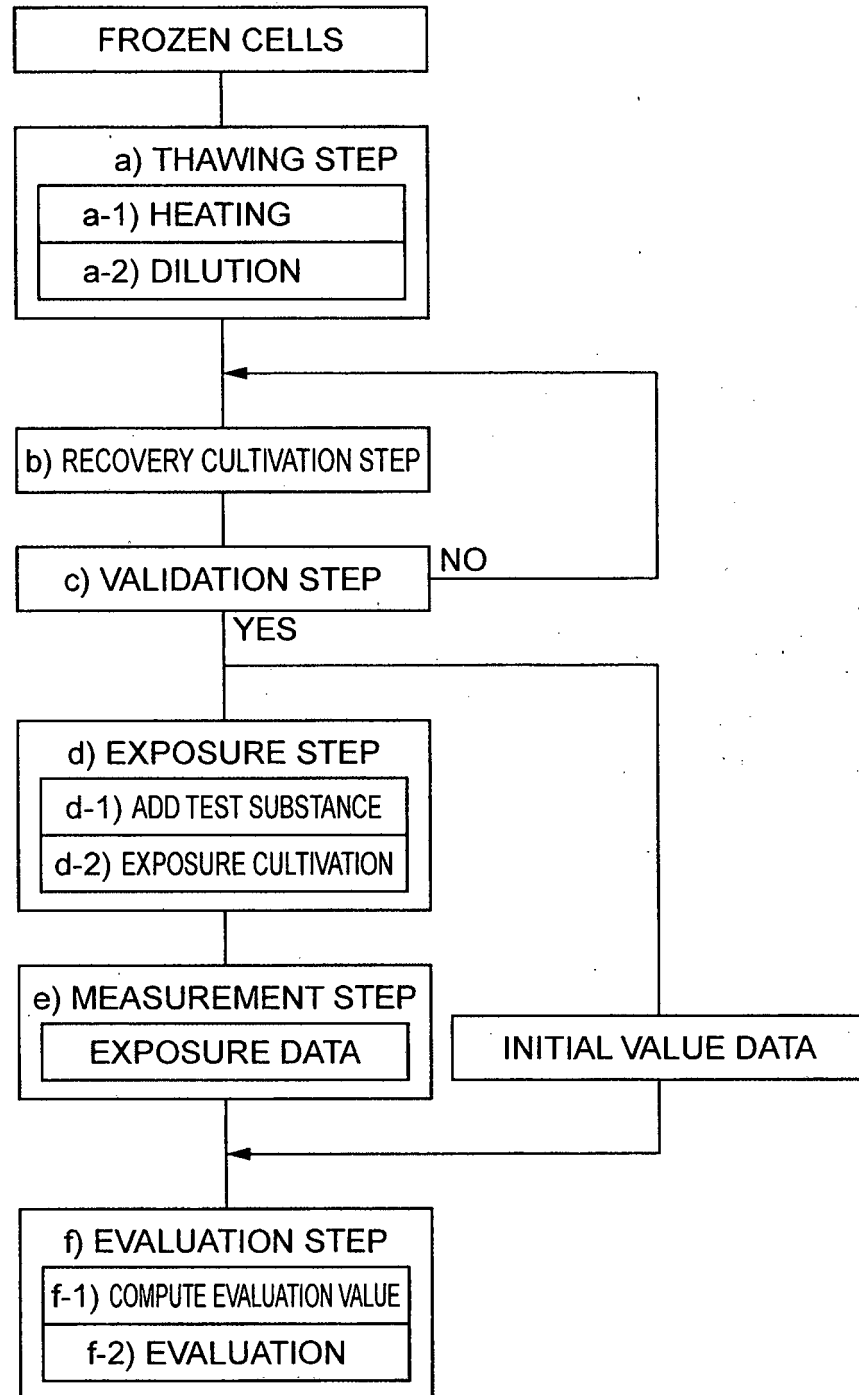 FROZEN CELLS
a) THAWING STEP
a-1) HEATING
a-2) DILUTION
b) RECOVERY CULTIVATION STEP
c) VALIDATION STEP
NO
YES
d) EXPOSURE STEP
d-1) ADD TEST SUBSTANCE
d-2) EXPOSURE CULTIVATION
e) MEASUREMENT STEP
EXPOSURE DATA
INITIAL VALUE DATA
f) EVALUATION STEP
f-1) COMPUTE EVALUATION VALUE
f-2) EVALUATION